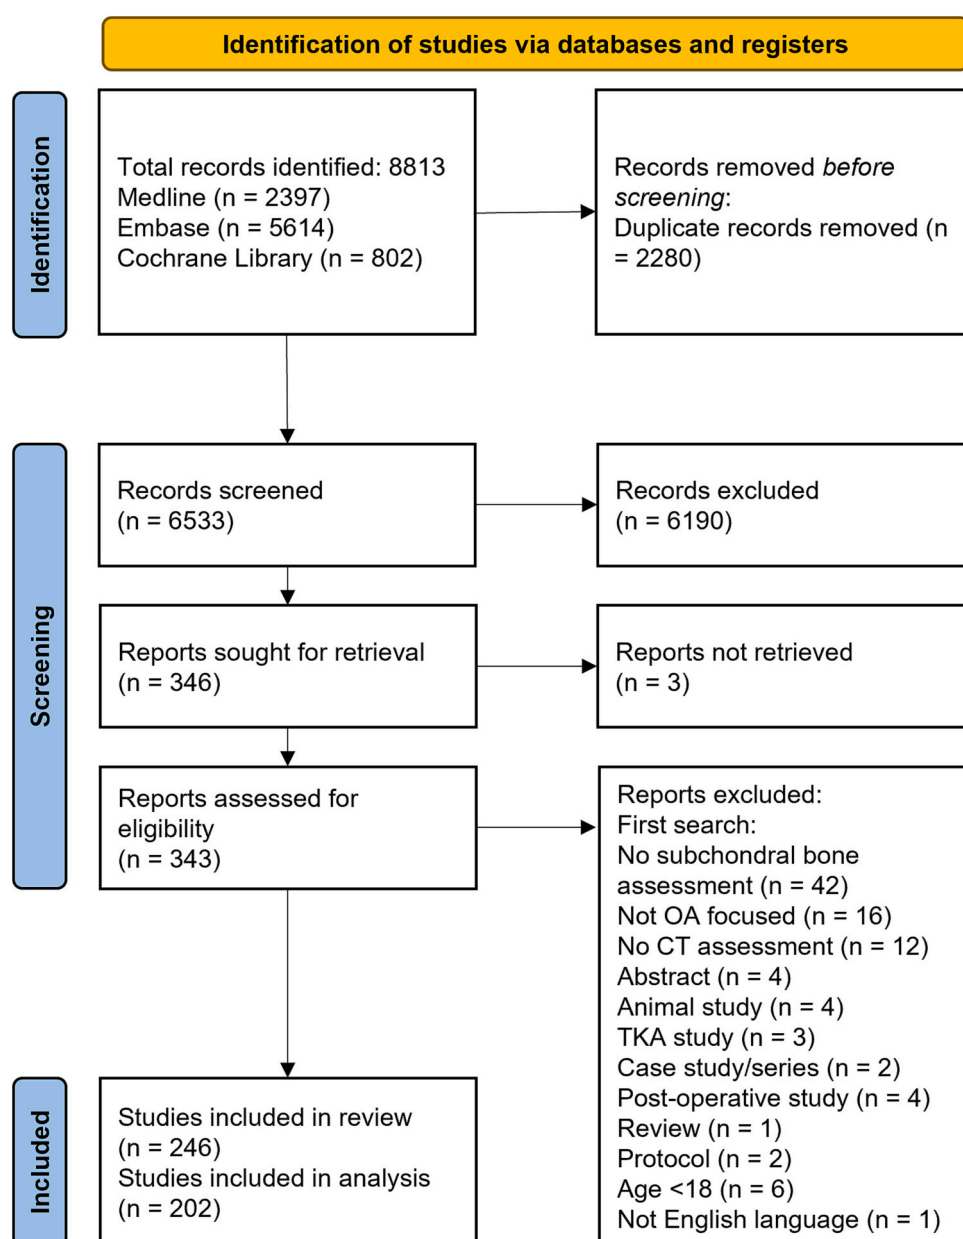 Identification of studies via databases and registers
Identification
Total records identified: 8813
Medline (n = 2397)
Embase (n = 5614)
Cochrane Library (n = 802)
Records removed before
screening:
Duplicate records removed (n
= 2280)
Screening
Records screened
(n = 6533)
Records excluded
(n = 6190)
Reports sought for retrieval
(n = 346)
Reports not retrieved
(n = 3)
Reports assessed for
eligibility
(n = 343)
Reports excluded:
First search:
No subchondral bone
assessment (n = 42)
Not OA focused (n = 16)
No CT assessment (n = 12)
Abstract (n = 4)
Animal study (n = 4)
TKA study (n = 3)
Case study/series (n = 2)
Post-operative study (n = 4)
Review (n = 1)
Protocol (n = 2)
Age <18 (n = 6)
Not English language (n = 1)
Included
Studies included in review
(n = 246)
Studies included in analysis
(n = 202)